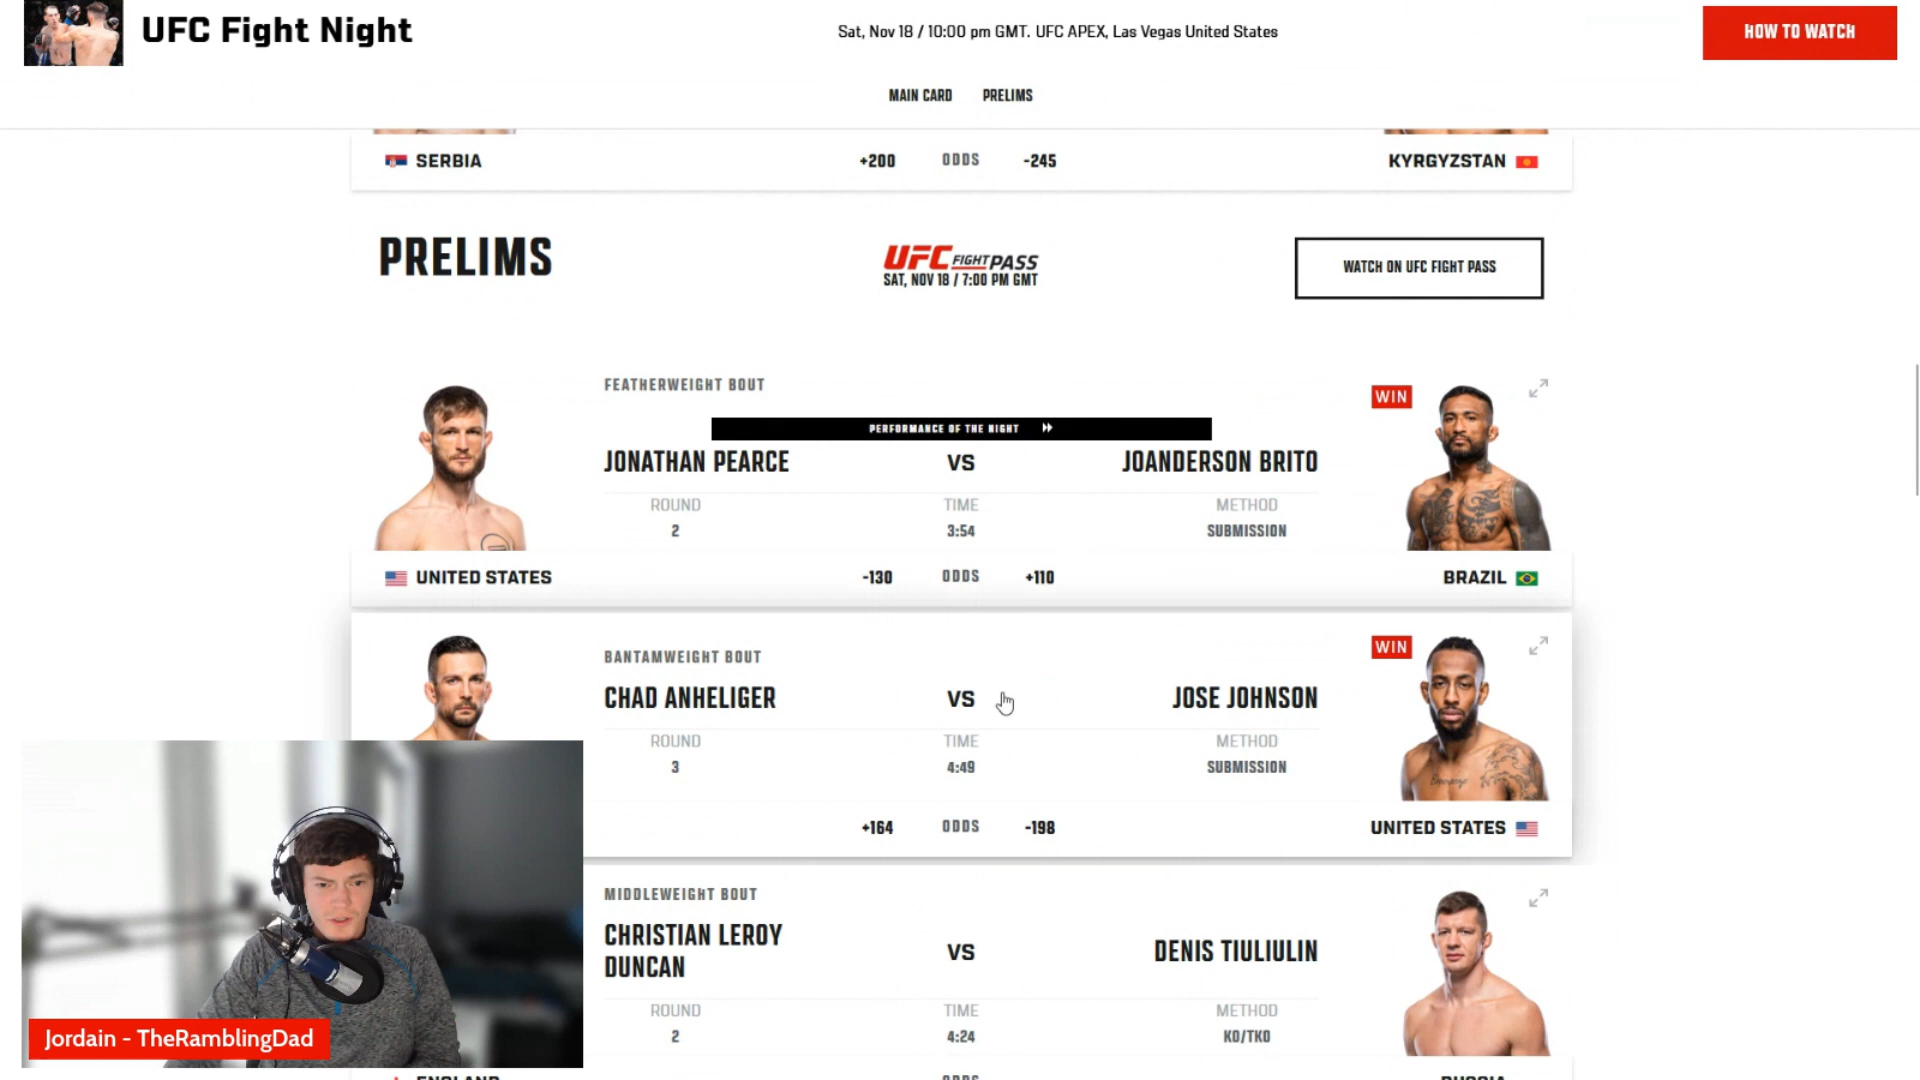 UFC Fight Night
Sat, Nov 18 / 10:00 pm GMT. UFC APEX, Las Vegas United States
HOW TO WATCH
MAIN CARD PRELIMS
SERBIA +200 ODDS -245 KYRGYZSTAN
PRELIMS
UFC FIGHT PASS
SAT, NOV 18 / 7:00 PM GMT
WATCH ON UFC FIGHT PASS
FEATHERWEIGHT BOUT
WIN
PERFORMANCE OF THE NIGHT
JONATHAN PEARCE VS JOANDERSON BRITO
ROUND TIME METHOD
2 3:54 SUBMISSION
UNITED STATES -130 ODDS +110 BRAZIL
BANTAMWEIGHT BOUT
WIN
CHAD ANHELIGER VS JOSE JOHNSON
ROUND TIME METHOD
3 4:49 SUBMISSION
+164 ODDS -198 UNITED STATES
MIDDLEWEIGHT BOUT
CHRISTIAN LEROY
DUNCAN
VS DENIS TIULIULIN
ROUND TIME METHOD
2 4:24 KO/TKO
ENGLAND ODDS RUSSIA
Jordain - TheRamblingDad